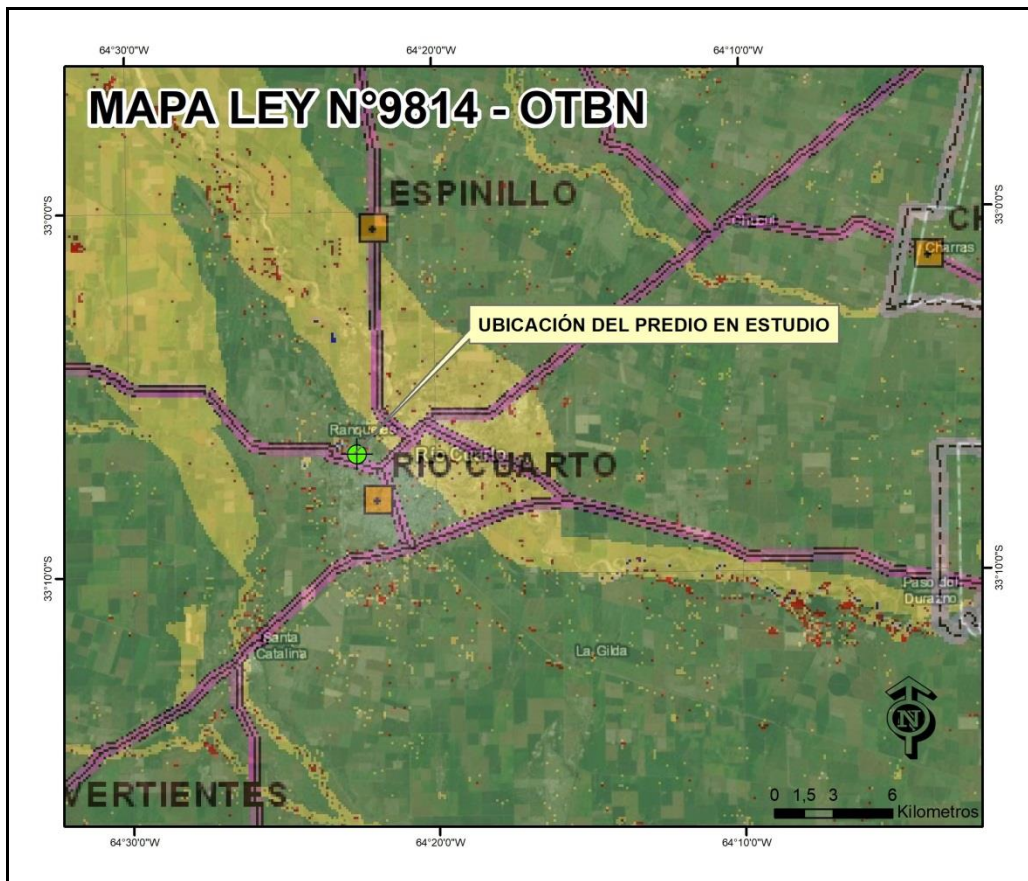 64°30'0"W 64°20'0"W 64°10'0"W
MAPA LEY N°9814 - OTBN
ESPINILLO
33°0'0"S
33°0'0"S
CH
Charras
UBICACIÓN DEL PREDIO EN ESTUDIO
Río Cuarto
RIO CUARTO
33°10'0"S
33°10'0"S
Paso del
Durazno
Santa
Catalina
La Gilda
N
VERTIENTES
0 1,5 3 6
Kilometros
64°30'0"W 64°20'0"W 64°10'0"W